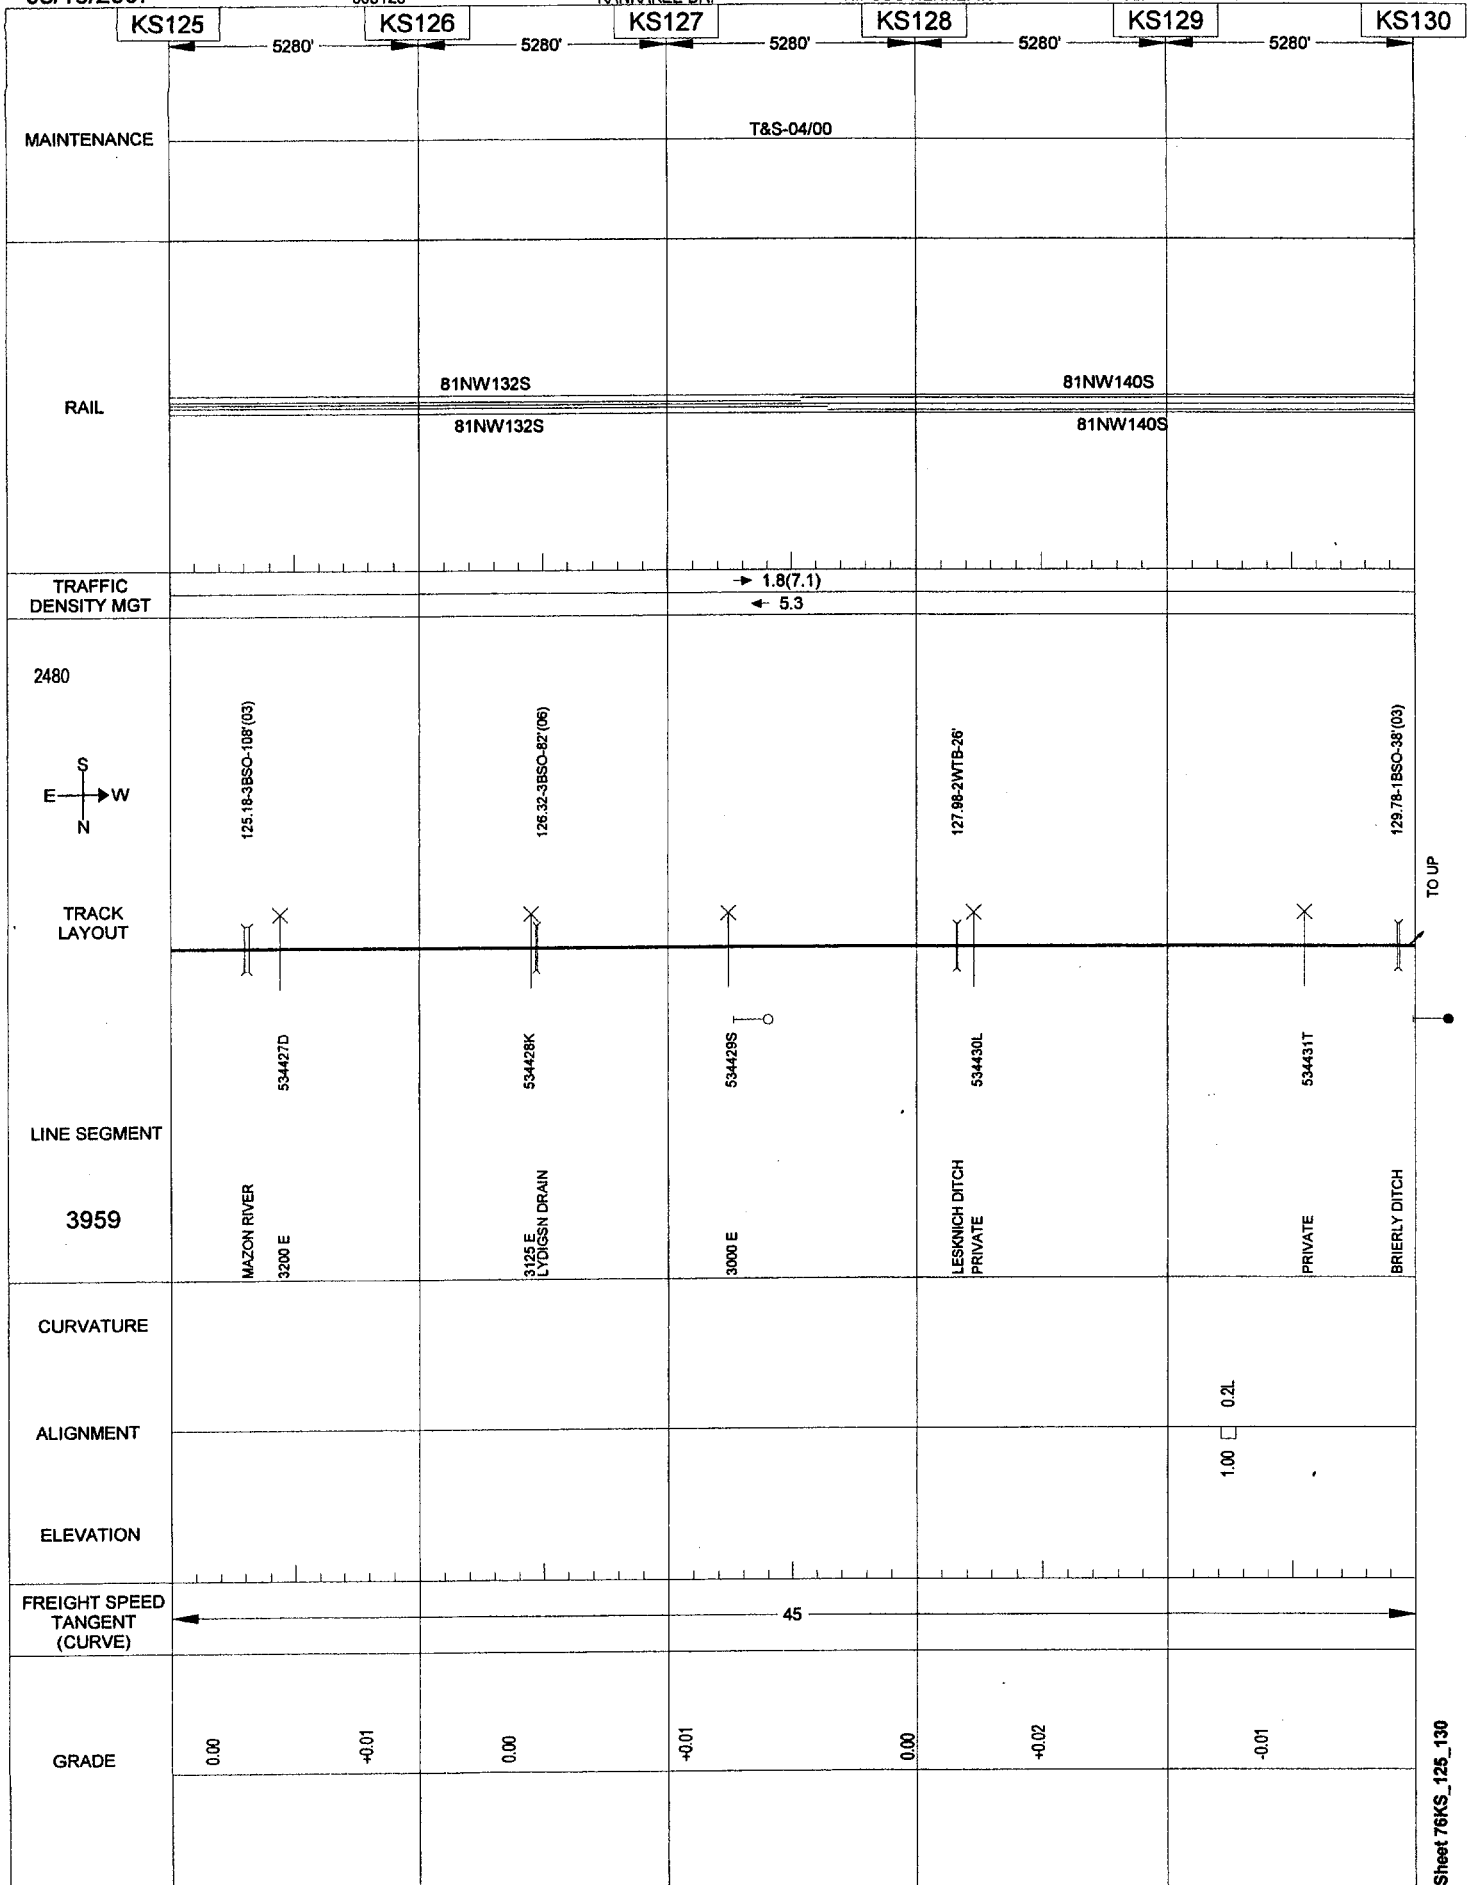 KS125 KS126 KS127 KS128 KS129 KS130
5280' 5280' 5280' 5280' 5280'
MAINTENANCE
T&S-04/00
RAIL
81NW132S 81NW140S
81NW132S 81NW140S
TRAFFIC
DENSITY MGT
1.8(7.1)
5.3
2480
S
E W
N
125.18-3BSO-108'(03)
126.32-3BSO-82'(06)
127.98-2WTB-26'
129.78-1BSO-38'(03)
TO UP
TRACK
LAYOUT
534427D
534428K
534429S
534430L
534431T
LINE SEGMENT
3959
MAZON RIVER
3200 E
3125 E
LYDIGSN DRAIN
3000 E
LESKNICH DITCH
PRIVATE
PRIVATE
BRIERLY DITCH
CURVATURE
0.2L
ALIGNMENT
1.00
ELEVATION
FREIGHT SPEED
TANGENT
(CURVE)
45
GRADE
0.00
+0.01
0.00
+0.01
0.00
+0.02
-0.01
Sheet 76KS_125_130